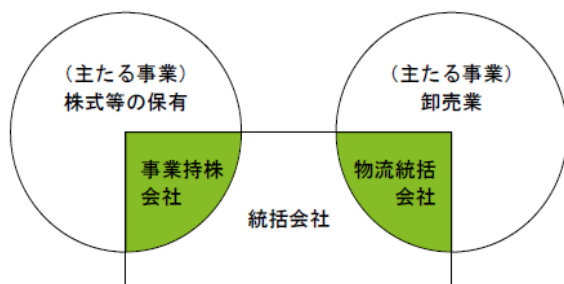 （主たる事業）
株式等の保有
（主たる事業）
卸売業
事業持株
会社
物流統括
会社
統括会社